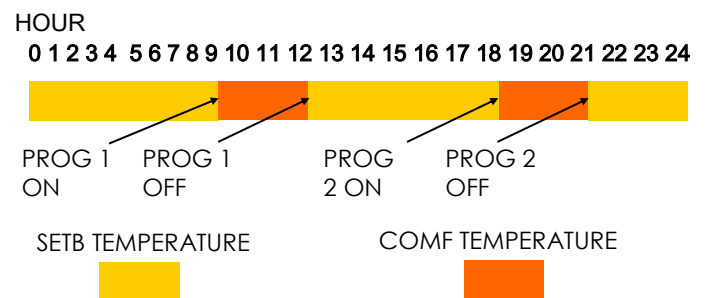 HOUR
0 1 2 3 4 5 6 7 8 9 10 11 12 13 14 15 16 17 18 19 20 21 22 23 24
PROG 1
ON
PROG 1
OFF
PROG
2 ON
PROG 2
OFF
SETB TEMPERATURE
COMF TEMPERATURE